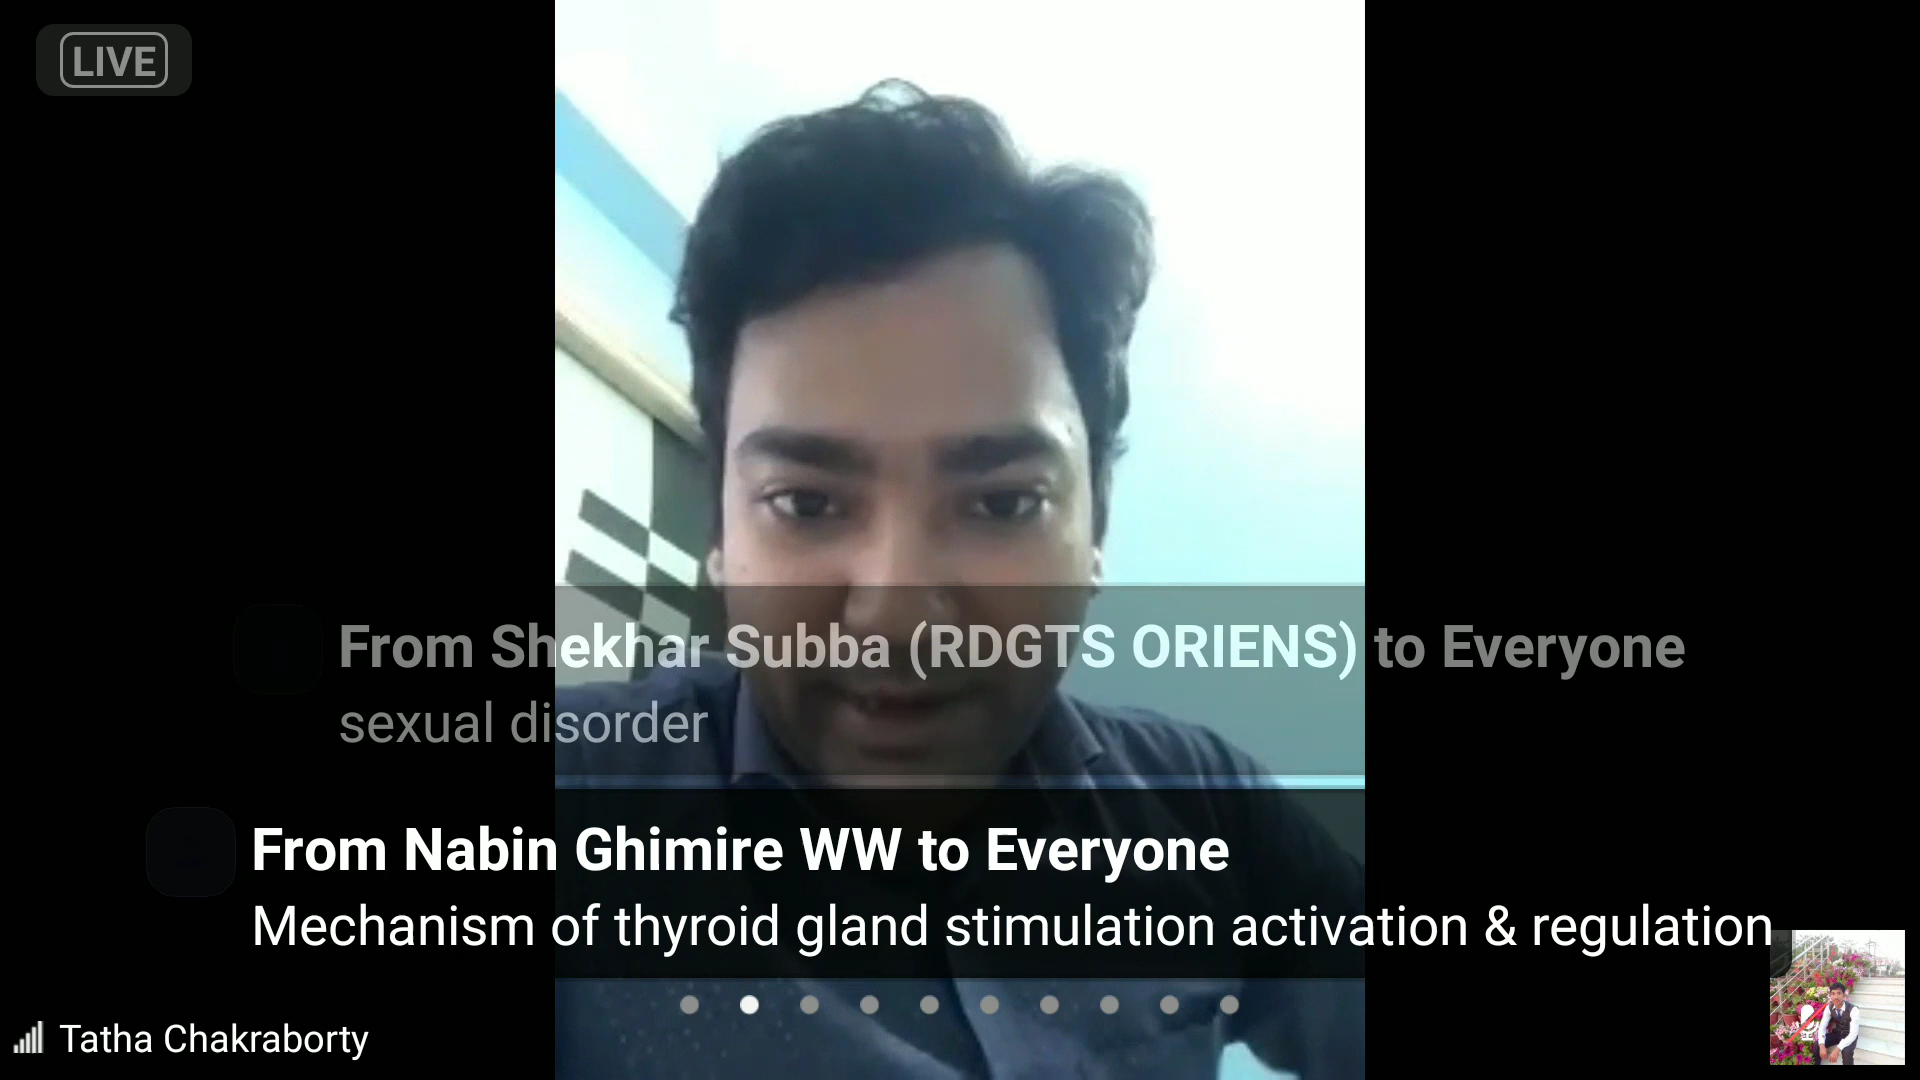 LIVE
From Shekhar Subba (RDGTS ORIENS) to Everyone
sexual disorder
From Nabin Ghimire WW to Everyone
Mechanism of thyroid gland stimulation activation & regulation
Tatha Chakraborty